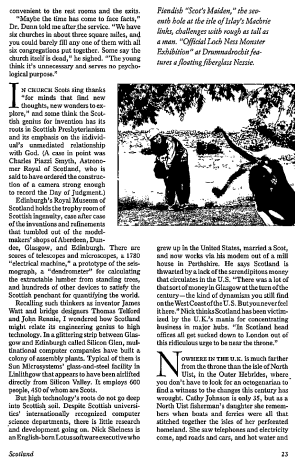 convenient to the rest rooms and the exits.
"Maybe the time has come to face facts,"
Dr. Dunn told me after the service. "We have
six churches in about three square miles, and
you could barely fill any one of them with all
six congregations put together. Some say the
church itself is dead," he sighed. "The young
think it's unnecessary and serves no psycho-
logical purpose."
IN CHURCH Scots sing thanks
"for minds that find new
thoughts, new wonders to ex-
plore," and some think the Scot-
tish genius for invention has its
roots in Scottish Presbyterianism
and its emphasis on the individ-
ual's unmediated relationship
with God. (A case in point was
Charles Piazzi Smyth, Astrono-
mer Royal of Scotland, who is
said to have ordered the construc-
tion of a camera strong enough
to record the Day of Judgment.)
Edinburgh's Royal Museum of
Scotland holds the trophy room of
Scottish ingenuity, case after case
of the inventions and refinements
that tumbled out of the model-
makers' shops of Aberdeen, Dun-
dee, Glasgow, and Edinburgh. There are
scores of telescopes and microscopes, a 1780
"electrical machine," a prototype of the seis-
mograph, a "dendrometer" for calculating
the extractable lumber from standing trees,
and hundreds of other devices to satisfy the
Scottish penchant for quantifying the world.
Recalling such thinkers as inventor James
Watt and bridge designers Thomas Telford
and John Rennie, I wondered how Scotland
might relate its engineering genius to high
technology. In a glittering strip between Glas-
gow and Edinburgh called Silicon Glen, mul-
tinational computer companies have built a
colony of assembly plants. Typical of them is
Sun Microsystems' glass-and-steel facility in
Linlithgow that appears to have been airlifted
directly from Silicon Valley. It employs 600
people, 450 of whom are Scots.
But high technology's roots do not go deep
into Scottish soil. Despite Scottish universi-
ties' internationally recognized computer
science departments, there is little research
and development going on. Nick Shelness is
an English-born Lotus software executive who
Fiendish "Scot's Maiden," the sev-
enth hole at the isle of Islay's Machrie
links, challenges with rough as tall as
a man. "Official Loch Ness Monster
Exhibition" at Drumnadrochit fea-
tures a floating fiberglass Nessie.
grew up in the United States, married a Scot,
and now works via his modem out of a mill
house in Perthshire. He says Scotland is
thwarted by a lack of the serendipitous money
that circulates in the U.S. "There was a lot of
that sort of money in Glasgow at the turn of the
century—the kind of dynamism you still find
on the West Coast of the U.S. But you never feel
it here." Nick thinks Scotland has been victim-
ized by the U.K.'s mania for concentrating
business in major hubs. "In Scotland head
offices all get sucked down to London out of
this ridiculous urge to be near the throne."
NOWHERE IN THE U.K. is much farther
from the throne than the isle of North
Uist, in the Outer Hebrides, where
you don't have to look for an octogenarian to
find a witness to the changes this century has
wrought. Cathy Johnson is only 35, but as a
North Uist fisherman's daughter she remem-
bers when boats and ferries were all that
stitched together the isles of her perforated
homeland. She saw telephones and electricity
come, and roads and cars, and hot water and
Scotland
23